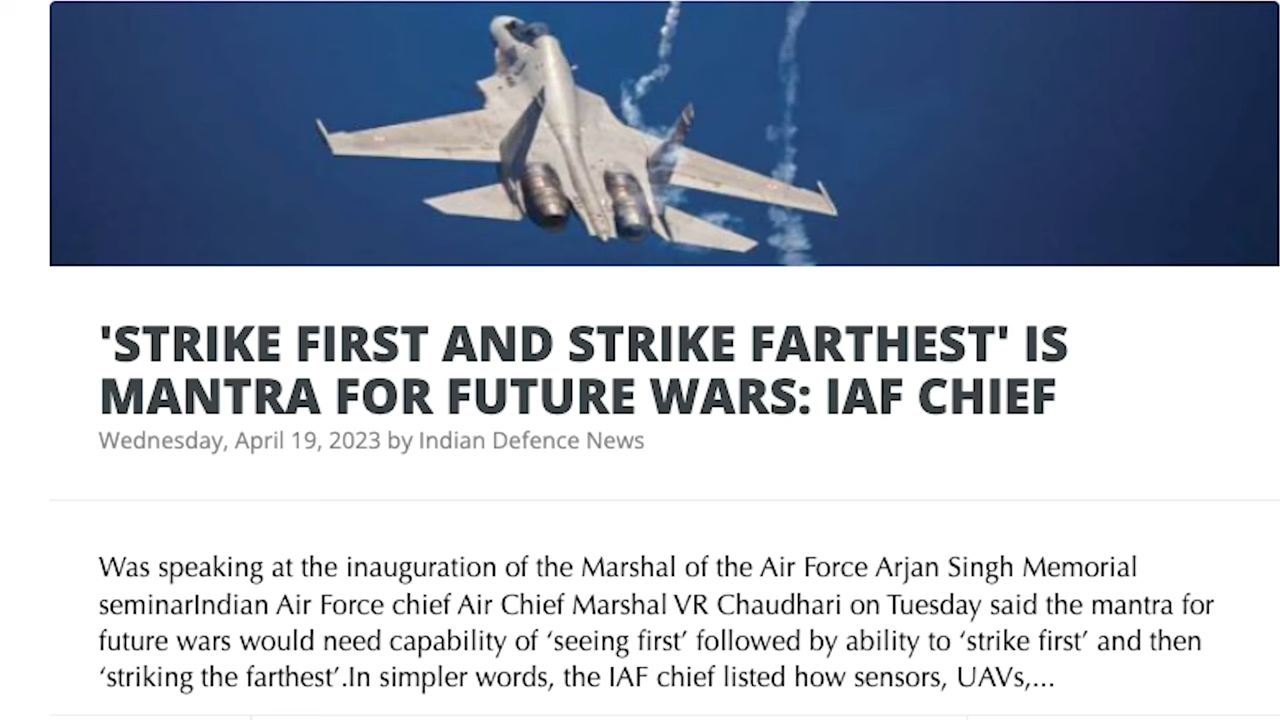 'STRIKE FIRST AND STRIKE FARTHEST' IS
MANTRA FOR FUTURE WARS: IAF CHIEF
Wednesday, April 19, 2023 by Indian Defence News
Was speaking at the inauguration of the Marshal of the Air Force Arjan Singh Memorial
seminarIndian Air Force chief Air Chief Marshal VR Chaudhari on Tuesday said the mantra for
future wars would need capability of ‘seeing first’ followed by ability to ‘strike first’ and then
‘striking the farthest’.In simpler words, the IAF chief listed how sensors, UAVs,...